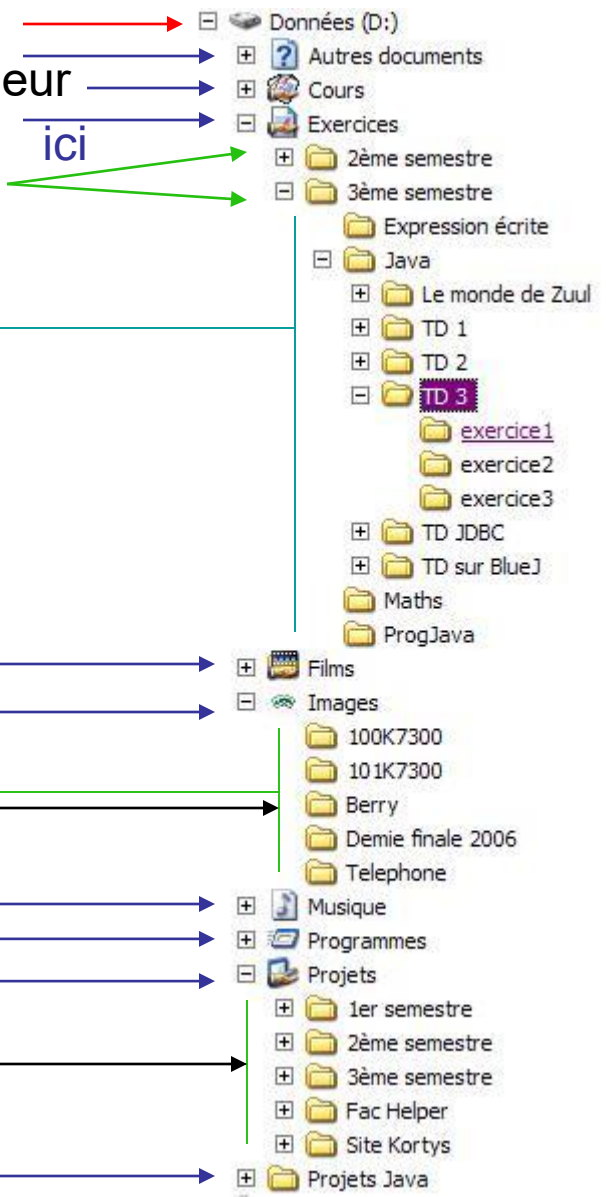 Données (D:)
Autres documents
eur
Cours
Exercices
ici
2ème semestre
3ème semestre
Expression écrite
Java
Le monde de Zuul
TD 1
TD 2
TD 3
exercice1
exercice2
exercice3
TD JDBC
TD sur BlueJ
Maths
ProgJava
Films
Images
100K7300
101K7300
Berry
Demie finale 2006
Telephone
Musique
Programmes
Projets
1er semestre
2ème semestre
3ème semestre
Fac Helper
Site Kortys
Projets Java